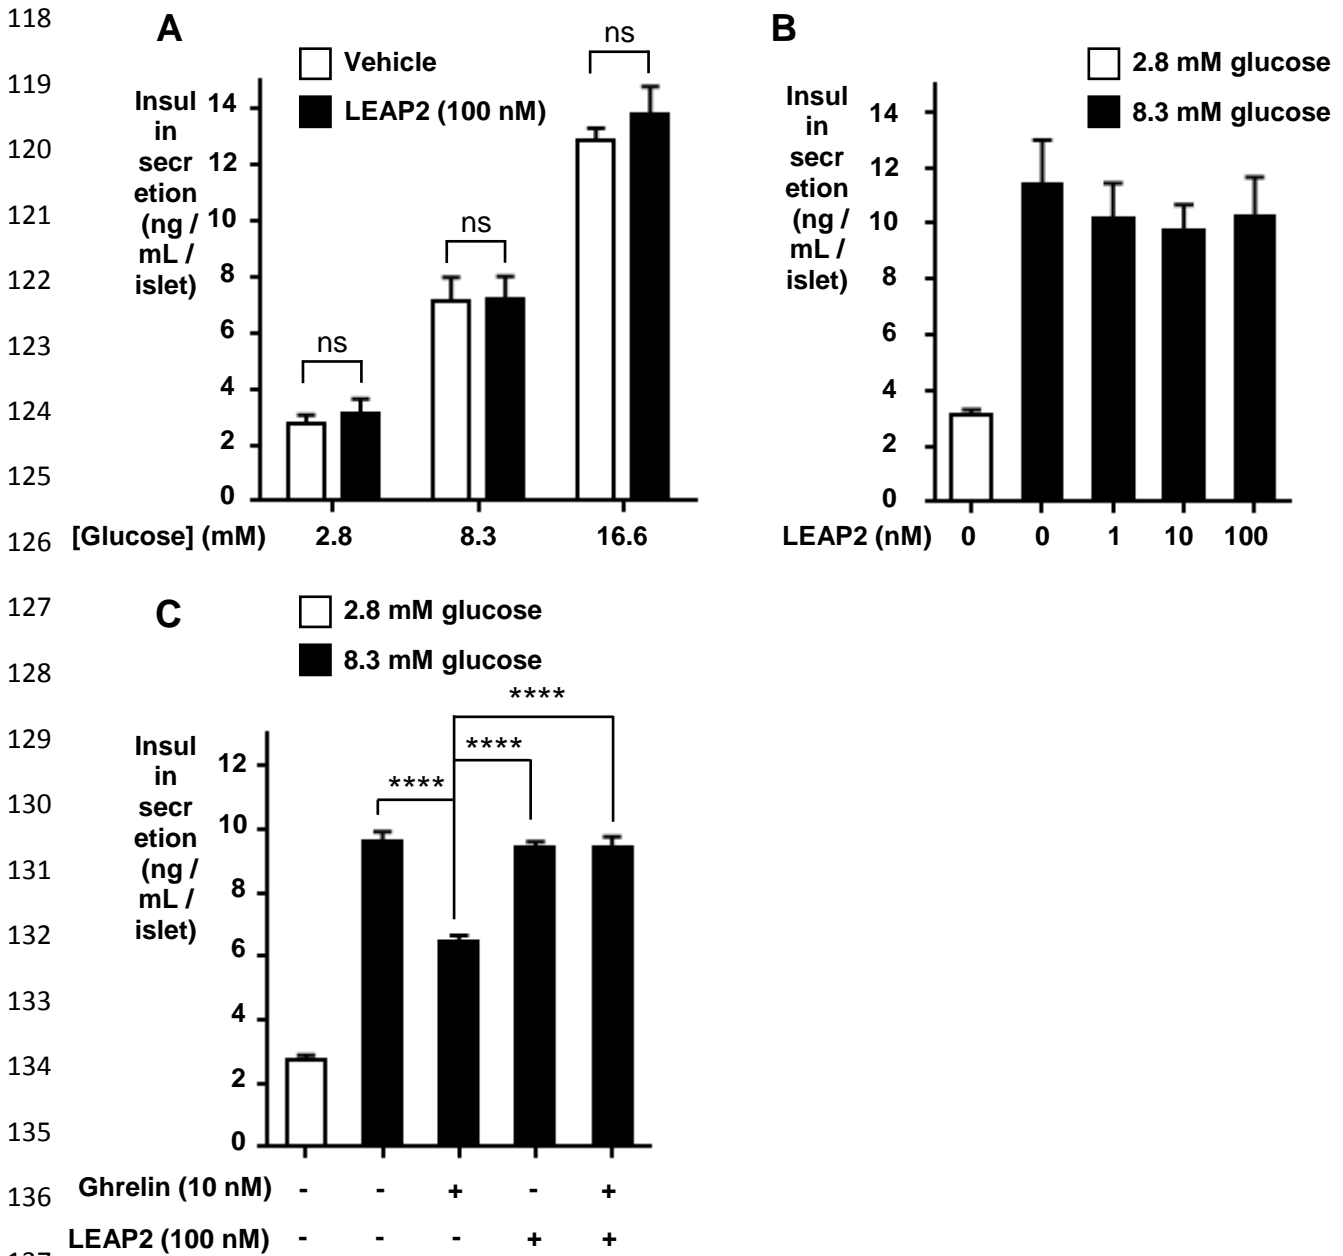 118
A
B
ns
Vehicle
2.8 mM glucose
119
LEAP2 (100 nM)
8.3 mM glucose
Insul
in
secr
etion
(ng /
mL /
islet)
14
12
10
8
6
4
2
0
ns
ns
Insul
in
secr
etion
(ng /
mL /
islet)
14
12
10
8
6
4
2
0
120
121
122
123
124
125
126
[Glucose] (mM) 2.8 8.3 16.6
LEAP2 (nM) 0 0 1 10 100
127
C
2.8 mM glucose
128
8.3 mM glucose
****
****
****
129
Insul
in
secr
etion
(ng /
mL /
islet)
12
10
8
6
4
2
0
130
131
132
133
134
135
136
Ghrelin (10 nM) - - + - +
LEAP2 (100 nM) - - - + +